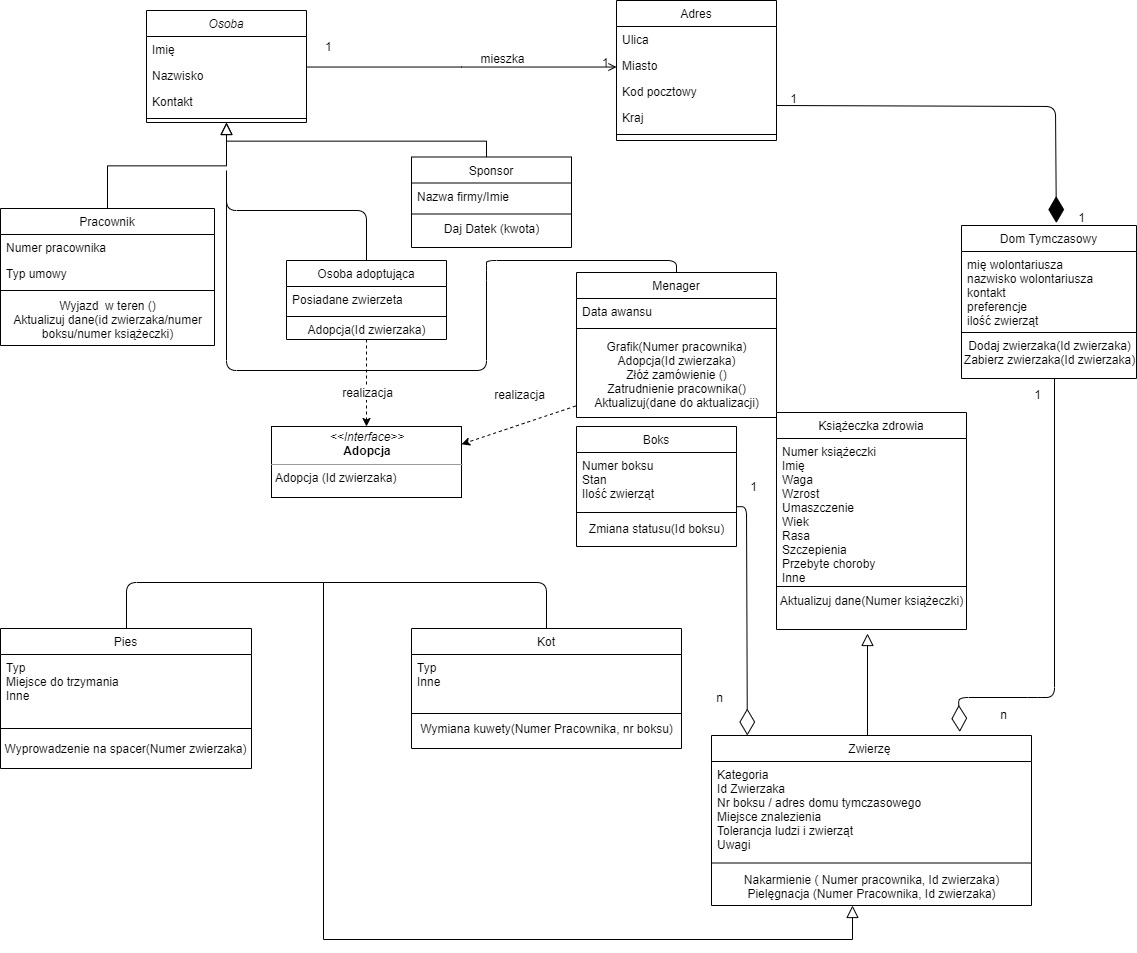 Osoba
Imię
Nazwisko
Kontakt
1
mieszka
1
Adres
Ulica
Miasto
Kod pocztowy
Kraj
1
1
Sponsor
Nazwa firmy/Imie
Daj Datek (kwota)
Pracownik
Numer pracownika
Typ umowy
Wyjazd w teren ()
Aktualizuj dane(id zwierzaka/numer
boksu/numer książeczki)
Osoba adoptująca
Posiadane zwierzeta
Adopcja(Id zwierzaka)
Menager
Data awansu
Grafik(Numer pracownika)
Adopcja(Id zwierzaka)
Złóż zamówienie ()
Zatrudnienie pracownika()
Aktualizuj(dane do aktualizacji)
Dom Tymczasowy
mię wolontariusza
nazwisko wolontariusza
kontakt
preferencje
ilość zwierząt
Dodaj zwierzaka(Id zwierzaka)
Zabierz zwierzaka(Id zwierzaka)
1
realizacja
realizacja
<<Interface>>
Adopcja
Adopcja (Id zwierzaka)
Boks
Numer boksu
Stan
Ilość zwierząt
Zmiana statusu(Id boksu)
1
Książeczka zdrowia
Numer książeczki
Imię
Waga
Wzrost
Umaszczenie
Wiek
Rasa
Szczepienia
Przebyte choroby
Inne
Aktualizuj dane(Numer książeczki)
Pies
Typ
Miejsce do trzymania
Inne
Wyprowadzenie na spacer(Numer zwierzaka)
Kot
Typ
Inne
Wymiana kuwety(Numer Pracownika, nr boksu)
n
n
Zwierzę
Kategoria
Id Zwierzaka
Nr boksu / adres domu tymczasowego
Miejsce znalezienia
Tolerancja ludzi i zwierząt
Uwagi
Nakarmienie ( Numer pracownika, Id zwierzaka)
Pielęgnacja (Numer Pracownika, Id zwierzaka)